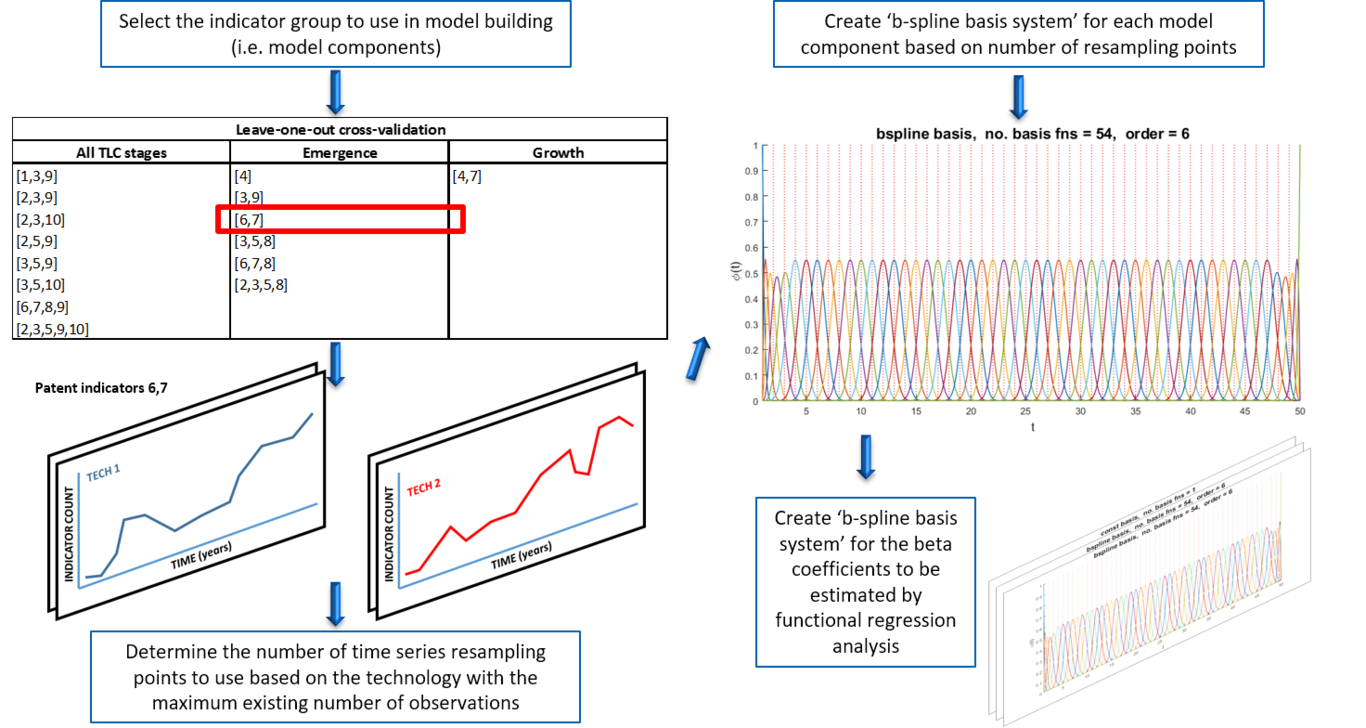 Select the indicator group to use in model building
(i.e. model components)
Leave-one-out cross-validation
All TLC stages Emergence Growth
[1,3,9] [4] [4,7]
[2,3,9] [3,9]
[2,3,10] [6,7]
[2,5,9] [3,5,8]
[3,5,9] [6,7,8]
[3,5,10] [2,3,5,8]
[6,7,8,9]
[2,3,5,9,10]
Patent indicators 6,7
TECH 1
INDICATOR COUNT
TIME (years)
TECH 2
INDICATOR COUNT
TIME (years)
Determine the number of time series resampling
points to use based on the technology with the
maximum existing number of observations
Create ‘b-spline basis system’ for each model
component based on number of resampling points
bspline basis, no. basis fns = 54, order = 6
1
0.9
0.8
0.7
0.6
0.5
0.4
0.3
0.2
0.1
0
ϕ(t)
5 10 15 20 25 30 35 40 45 50
t
Create ‘b-spline basis
system’ for the beta
coefficients to be
estimated by
functional regression
analysis
const basis, no. basis fns = 1
bspline basis, no. basis fns = 54, order = 6
bspline basis, no. basis fns = 54, order = 6